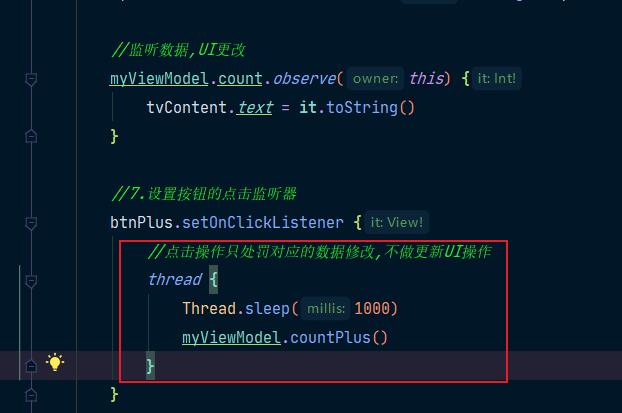 //监听数据,UI更改
myViewModel.count.observe( owner: this) { it: Int!
tvContent.text = it.toString()
}
//7.设置按钮的点击监听器
btnPlus.setOnClickListener { it: View!
//点击操作只处罚对应的数据修改,不做更新UI操作
thread {
Thread.sleep( millis: 1000)
myViewModel.countPlus()
}
}